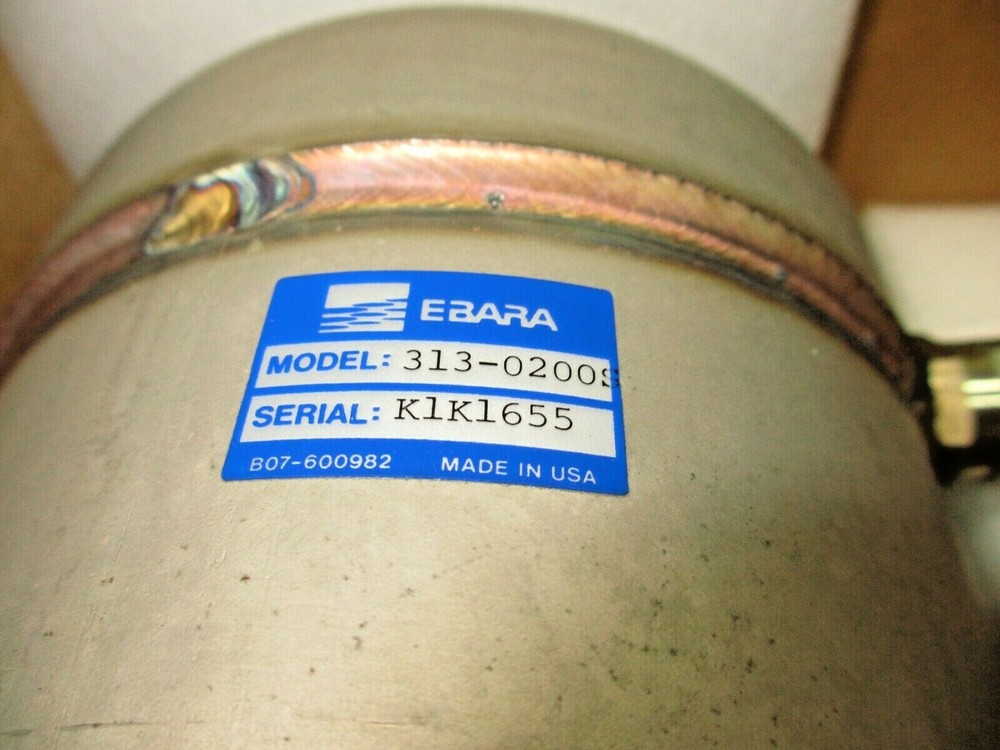 EBARA
MODEL: 313-0200S
SERIAL: K1K1655
B07-600982 MADE IN USA